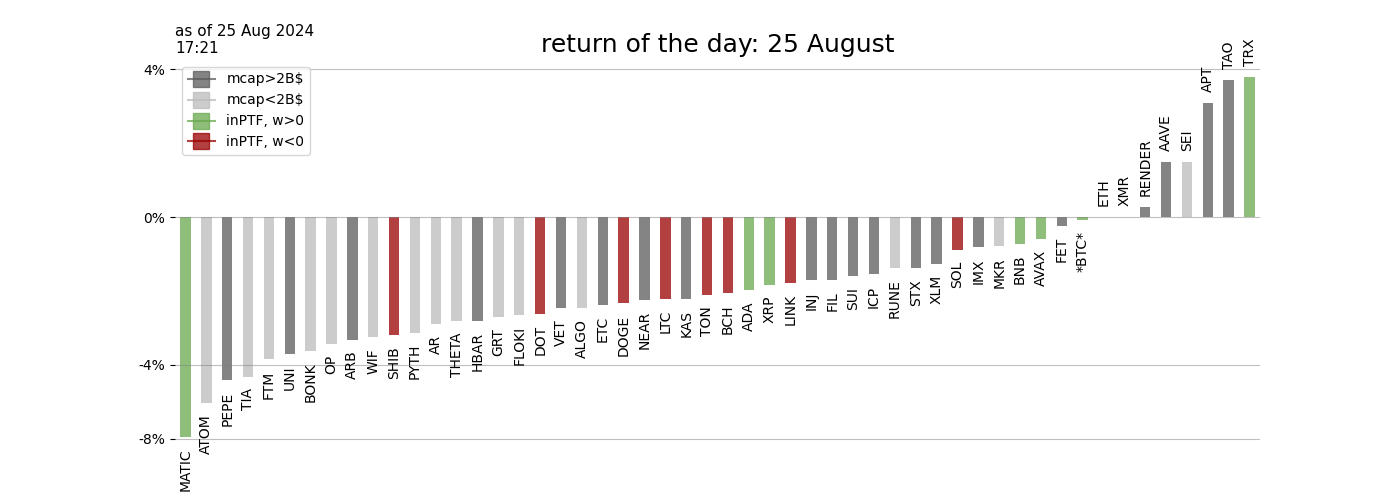 as of 25 Aug 2024
17:21
return of the day: 25 August
4%
0%
-4%
-8%
mcap>2B$
mcap<2B$
inPTF, w>0
inPTF, w<0
MATIC
ATOM
PEPE
TIA
FTM
UNI
BONK
OP
ARB
WIF
SHIB
PYTH
AR
THETA
HBAR
GRT
FLOKI
DOT
VET
ALGO
ETC
DOGE
NEAR
LTC
KAS
TON
BCH
ADA
XRP
LINK
INJ
FIL
SUI
ICP
RUNE
STX
XLM
SOL
IMX
MKR
BNB
AVAX
FET
*BTC*
ETH
XMR
RENDER
AAVE
SEI
APT
TAO
TRX